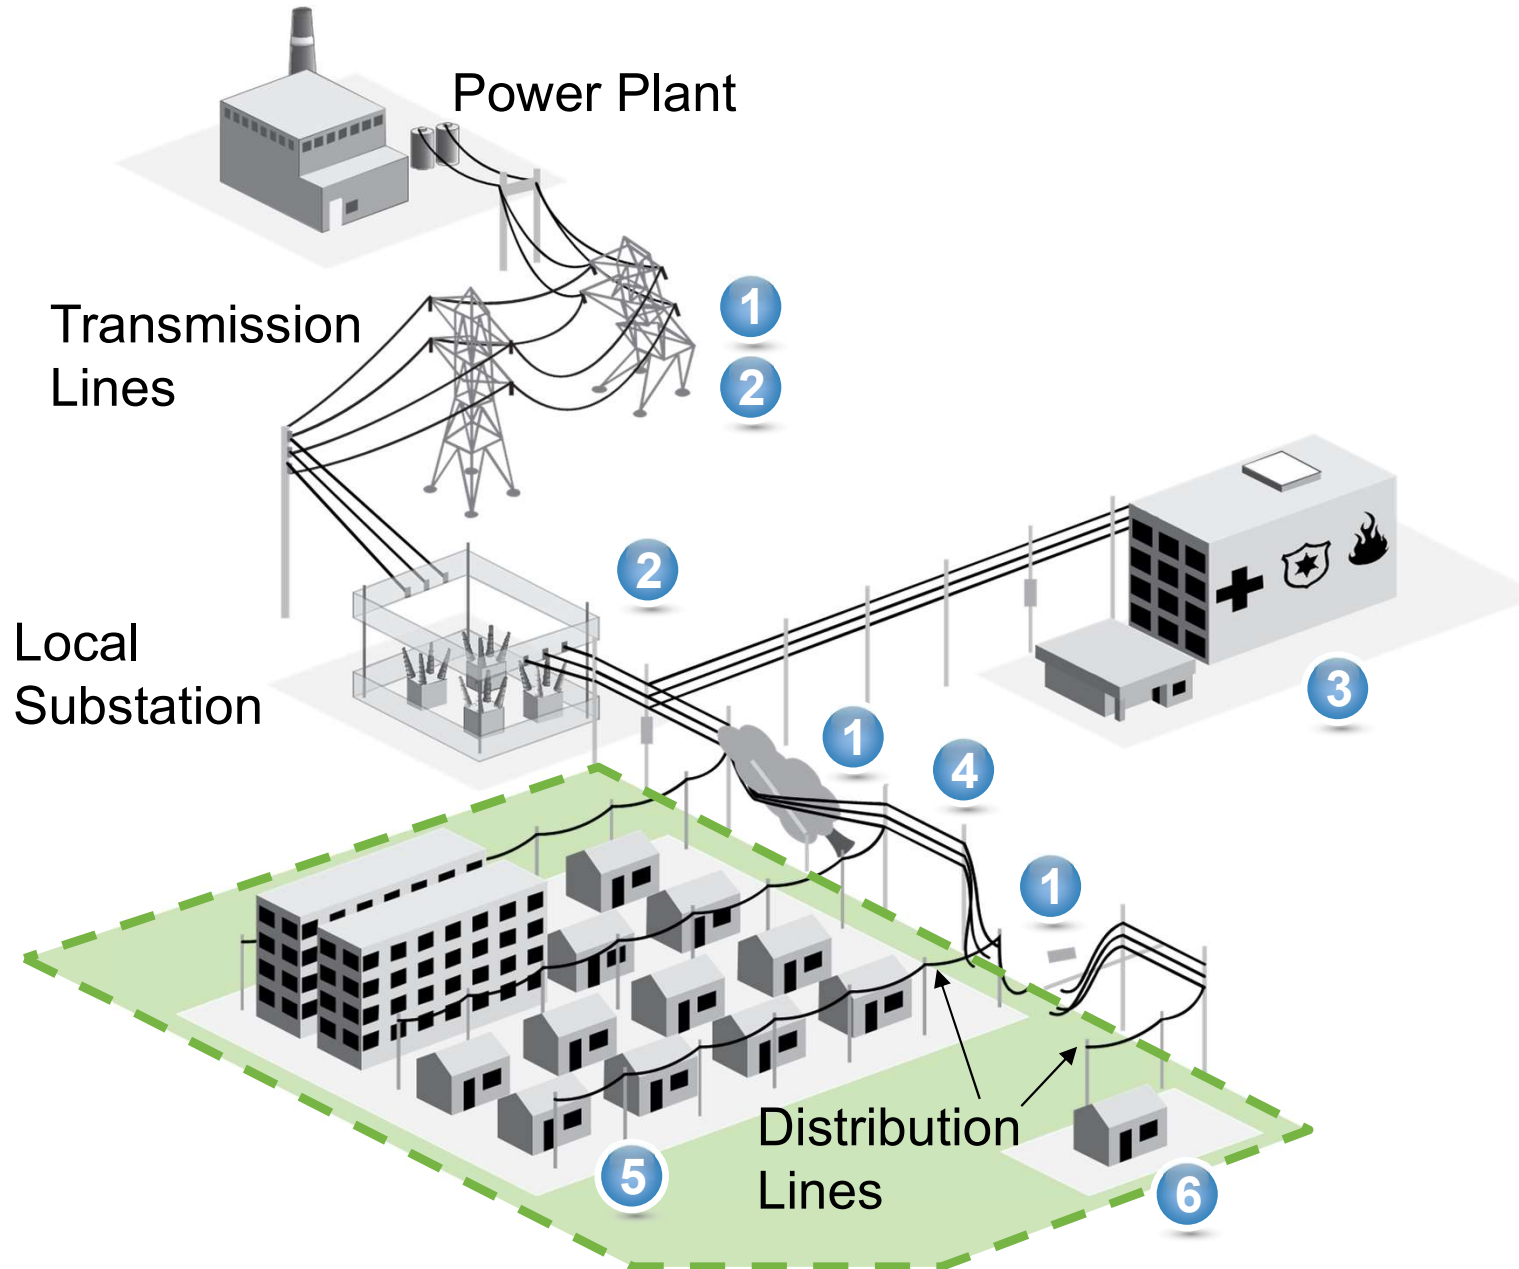 Power Plant
Transmission
Lines
1
2
2
Local
Substation
3
1
4
1
Distribution
Lines
5
6